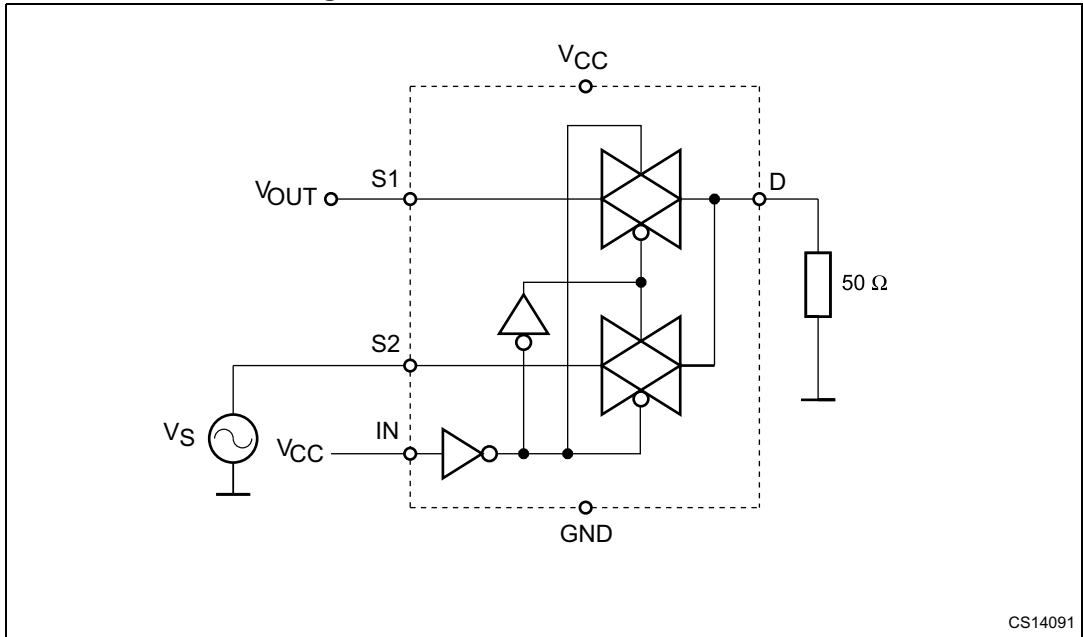 VCC
S1
D
VOUT
50 Ω
S2
VS
IN
VCC
GND
CS14091